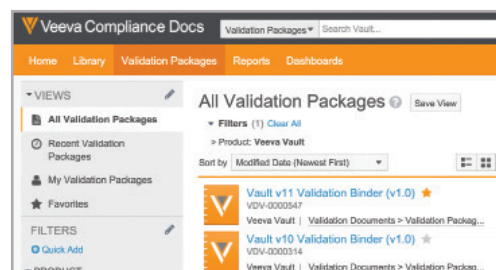 Veeva Compliance Docs
Validation Packages
Search Vault...
Home Library Validation Packages Reports Dashboards
VIEWS
All Validation Packages
Recent Validation
Packages
My Validation Packages
Favorites
FILTERS
Quick Add
PRODUCT
All Validation Packages
Save View
Filters (1) Clear All
> Product: Veeva Vault
Sort by Modified Date (Newest First)
Vault v11 Validation Binder (v1.0)
VDV-0000547
Veeva Vault | Validation Documents > Validation Packag...
Vault v10 Validation Binder (v1.0)
VDV-0000314
Veeva Vault | Validation Documents > Validation Packag...